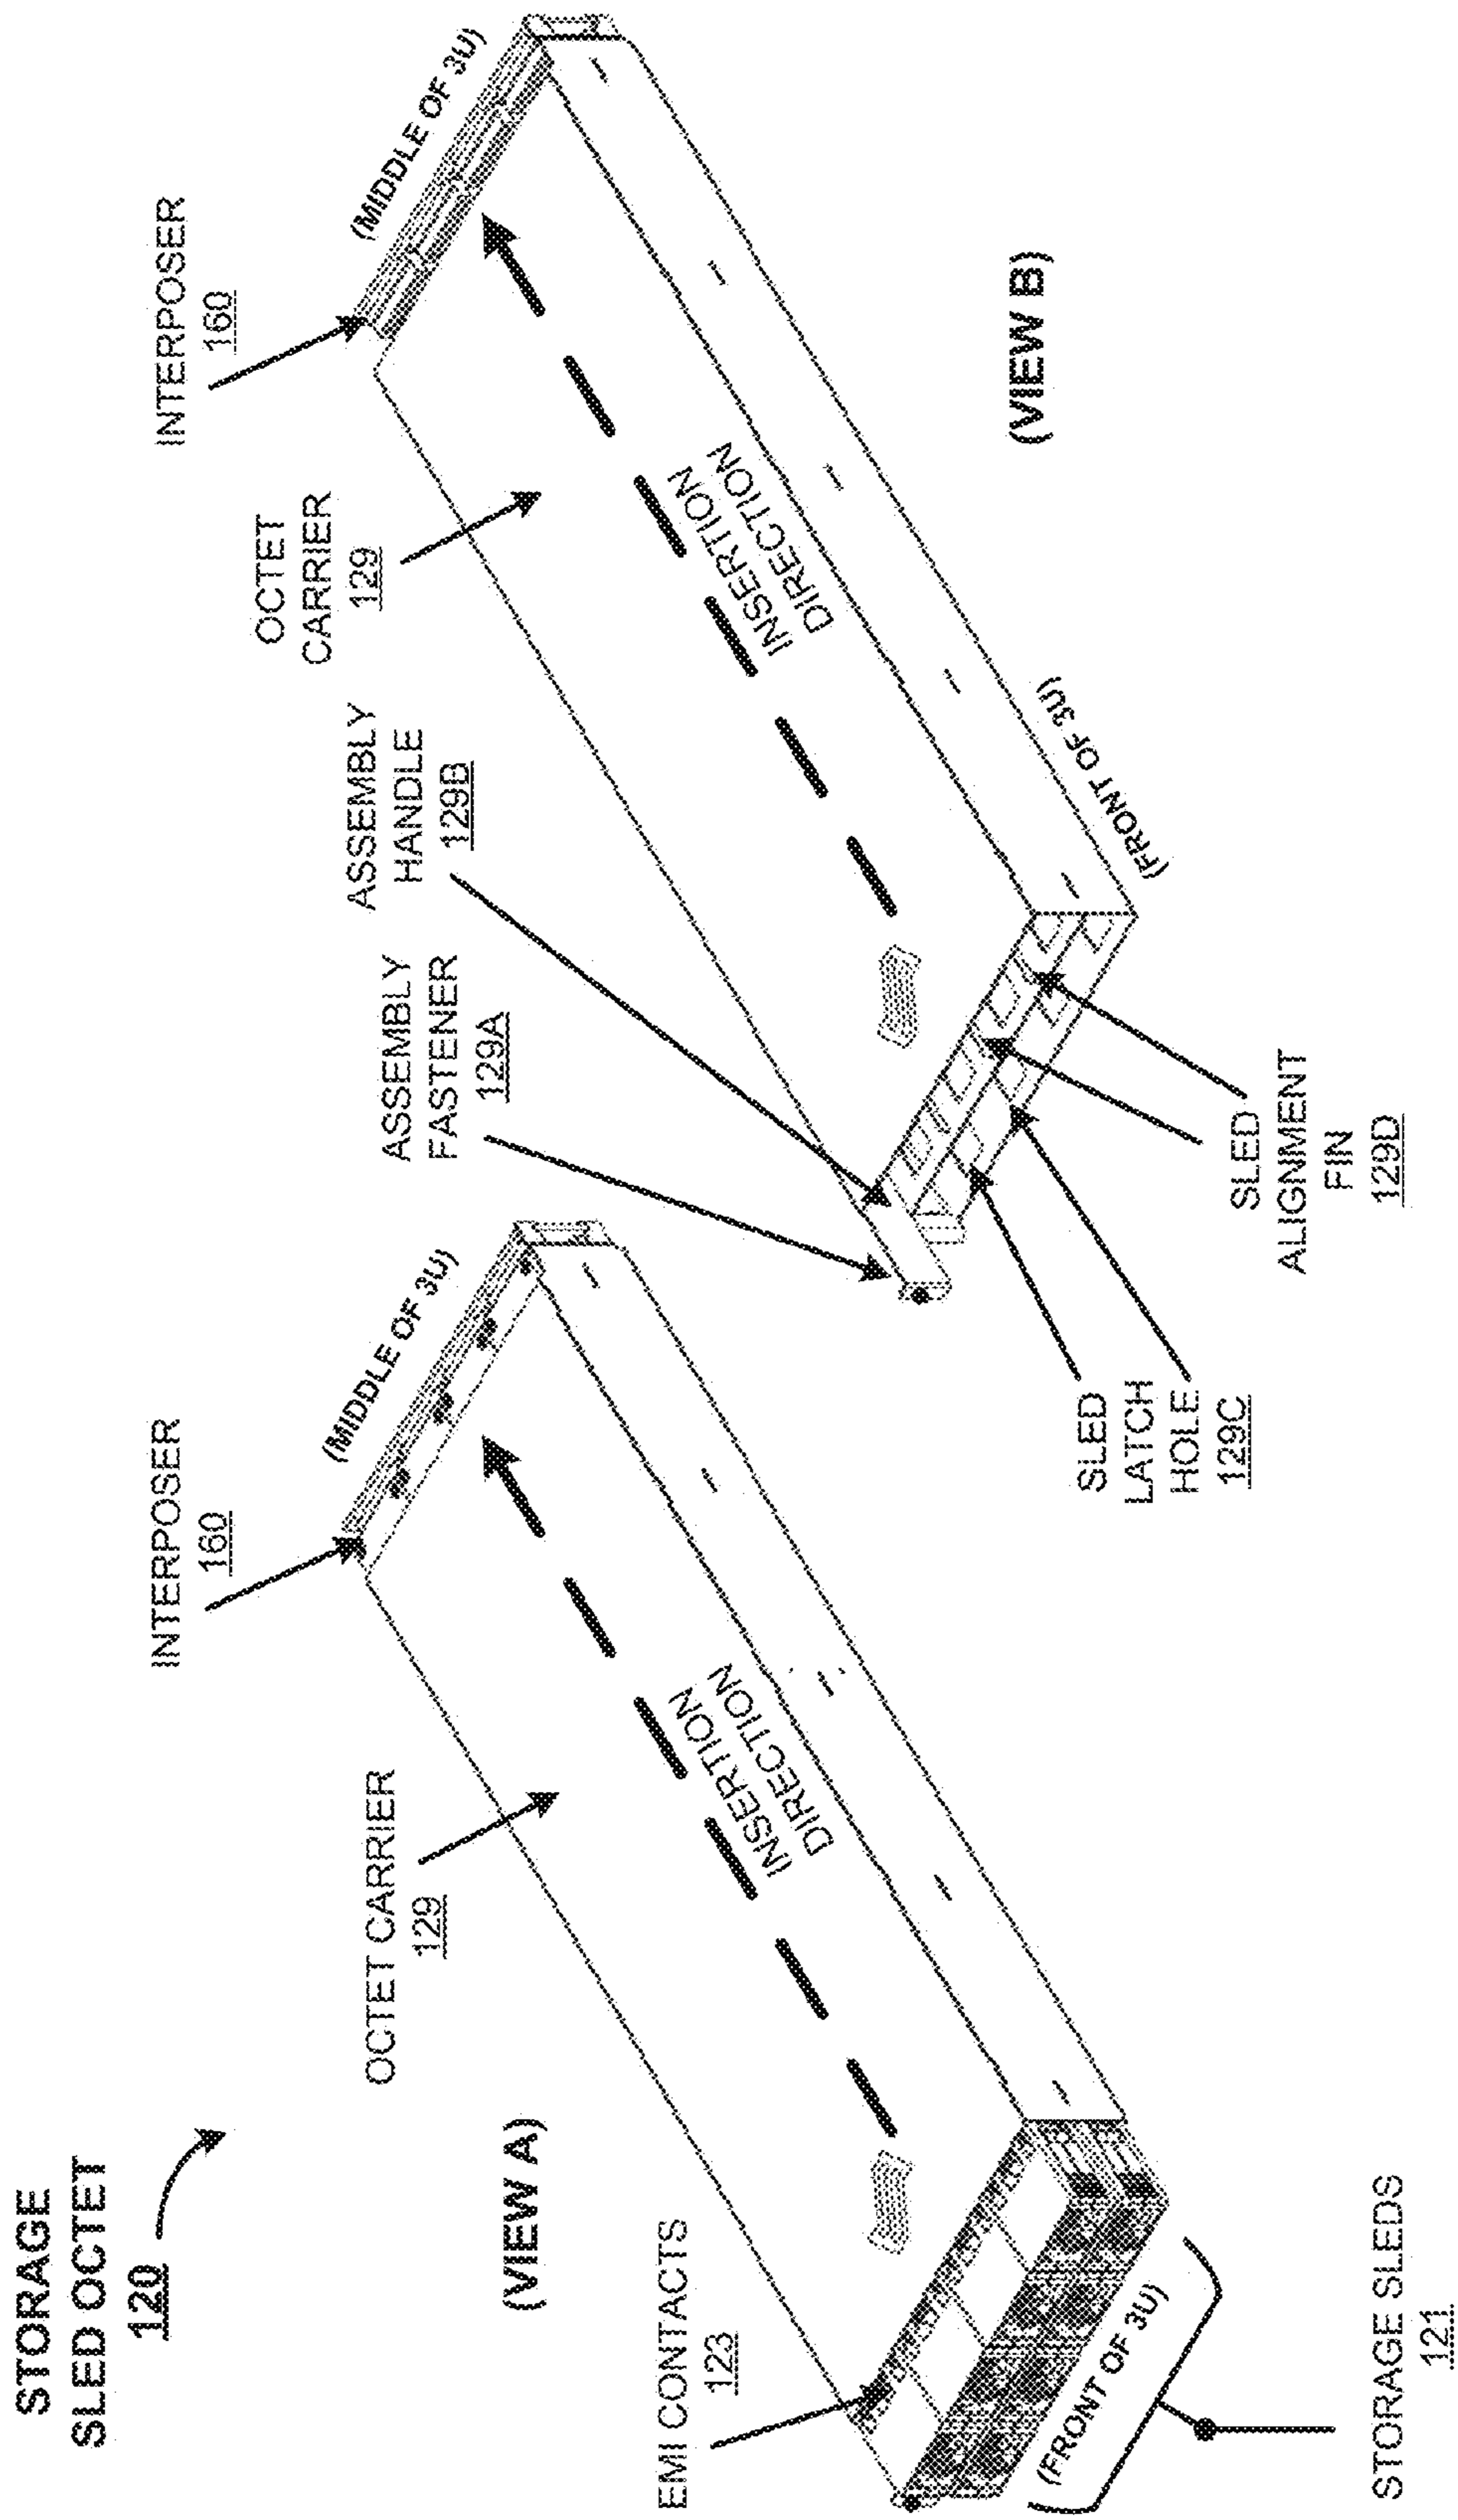 STORAGE
SLED OCTET
120
(VIEW A)
INTERPOSER
160
(MIDDLE OF 3U)
OCTET CARRIER
129
INSERTION
DIRECTION
EMI CONTACTS
123
(FRONT OF 3U)
STORAGE SLEDS
121
INTERPOSER
160
(MIDDLE OF 3U)
OCTET
CARRIER
129
ASSEMBLY
HANDLE
129B
ASSEMBLY
FASTENER
129A
INSERTION
DIRECTION
(VIEW B)
(FRONT OF 3U)
SLED
LATCH
HOLE
129C
SLED
ALIGNMENT
FIN
129D